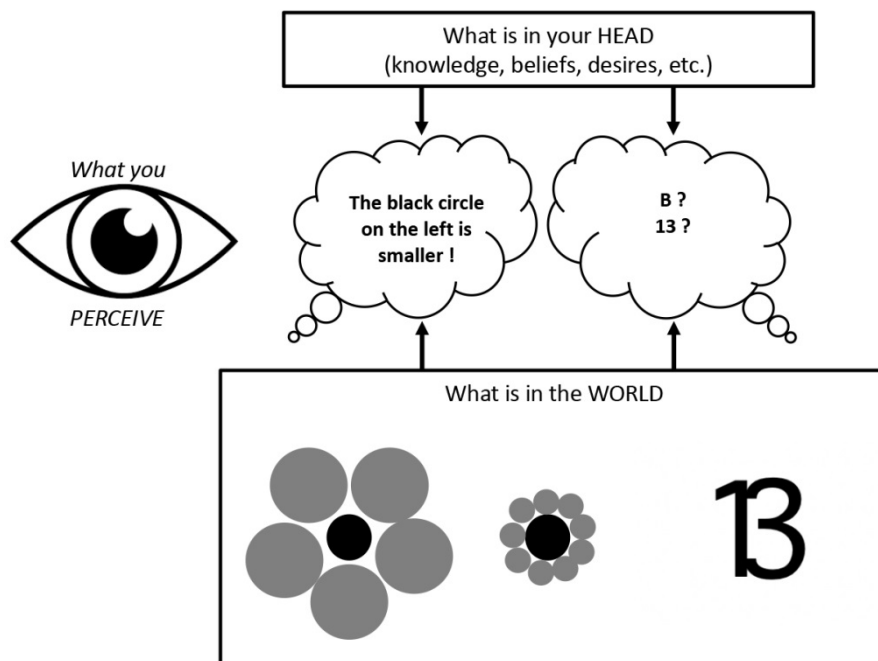 What is in your HEAD
(knowledge, beliefs, desires, etc.)
What you
PERCEIVE
The black circle
on the left is
smaller !
B ?
13 ?
What is in the WORLD
13